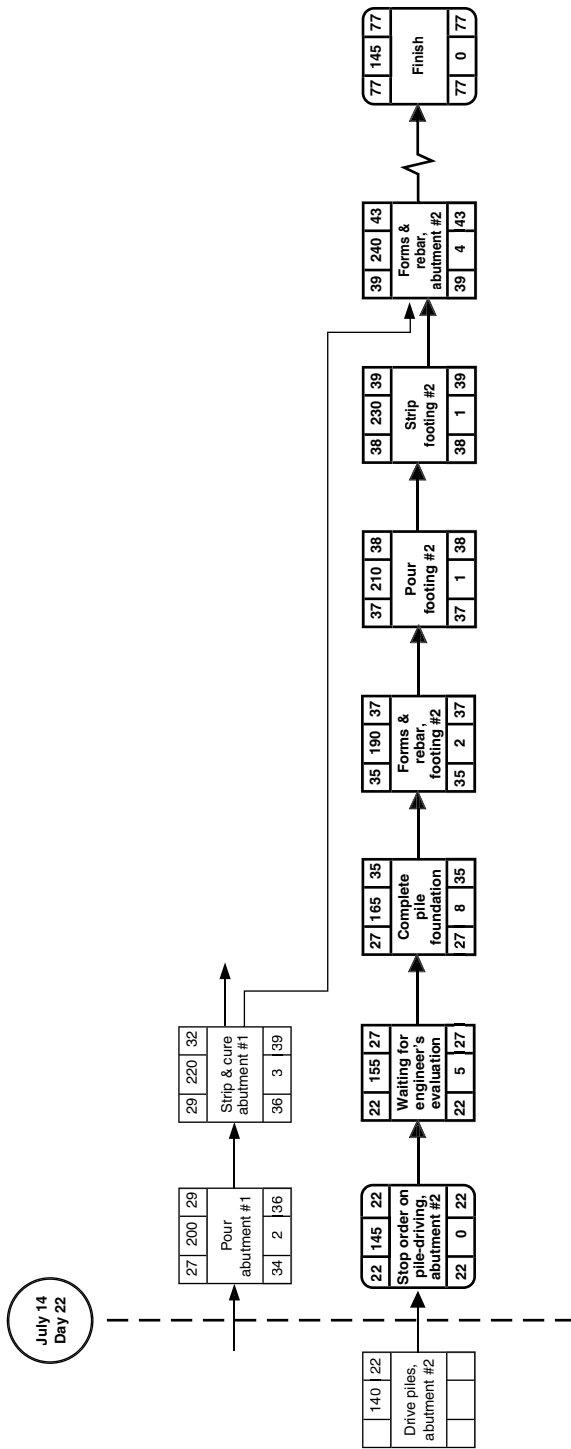 July 14
Day 22
27 200 29
Pour
abutment #1
34 2 36
29 220 32
Strip & cure
abutment #1
36 3 39
140 22
Drive piles,
abutment #2
22 145 22
Stop order on
pile-driving,
abutment #2
22 0 22
22 155 27
Waiting for
engineer's
evaluation
22 5 27
27 165 35
Complete
pile
foundation
27 8 35
35 190 37
Forms &
rebar,
footing #2
35 2 37
37 210 38
Pour
footing #2
37 1 38
38 230 39
Strip
footing #2
38 1 39
39 240 43
Forms &
rebar,
abutment #2
39 4 43
77 145 77
Finish
77 0 77